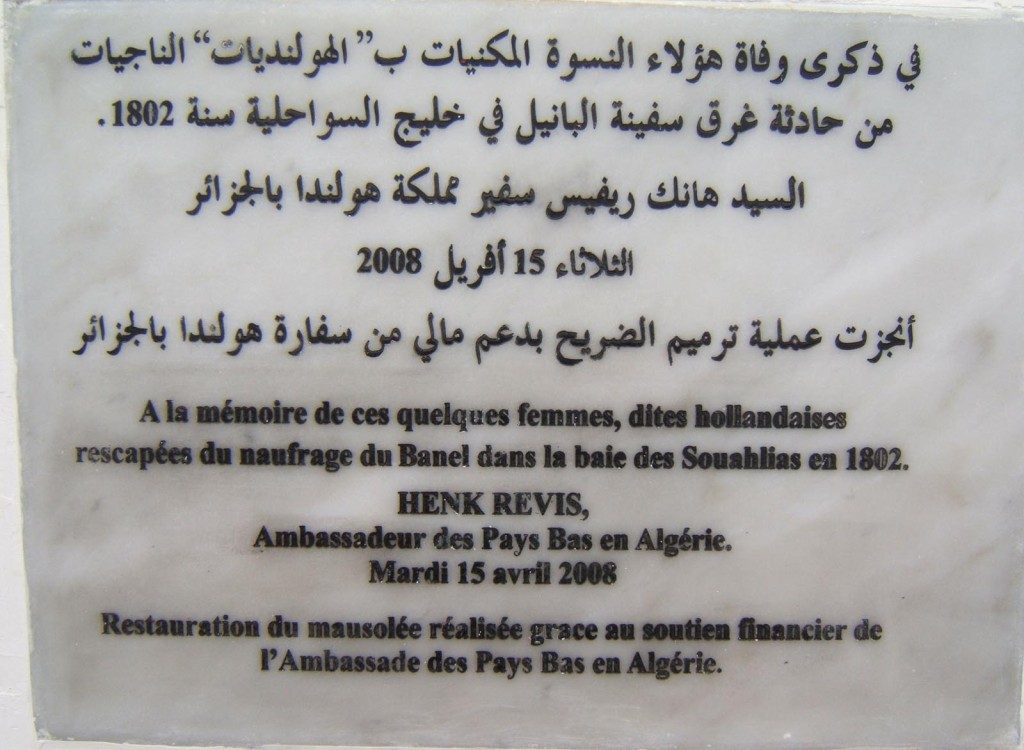 في ذكرى وفاة هؤلاء النسوة المكنيات ب”الهولنديات“ الناجيات
من حادثة غرق سفينة البانيل في خليج السواحلية سنة 1802.
السيد هانك ريفيس سفير مملكة هولندا بالجزائر
الثلاثاء 15 أفريل 2008
أنجزت عملية ترميم الضريح بدعم مالي من سفارة هولندا بالجزائر
A la mémoire de ces quelques femmes, dites hollandaises
rescapées du naufrage du Banel dans la baie des Souahlias en 1802.
HENK REVIS,
Ambassadeur des Pays Bas en Algérie.
Mardi 15 avril 2008
Restauration du mausolée réalisée grace au soutien financier de
l’Ambassade des Pays Bas en Algérie.